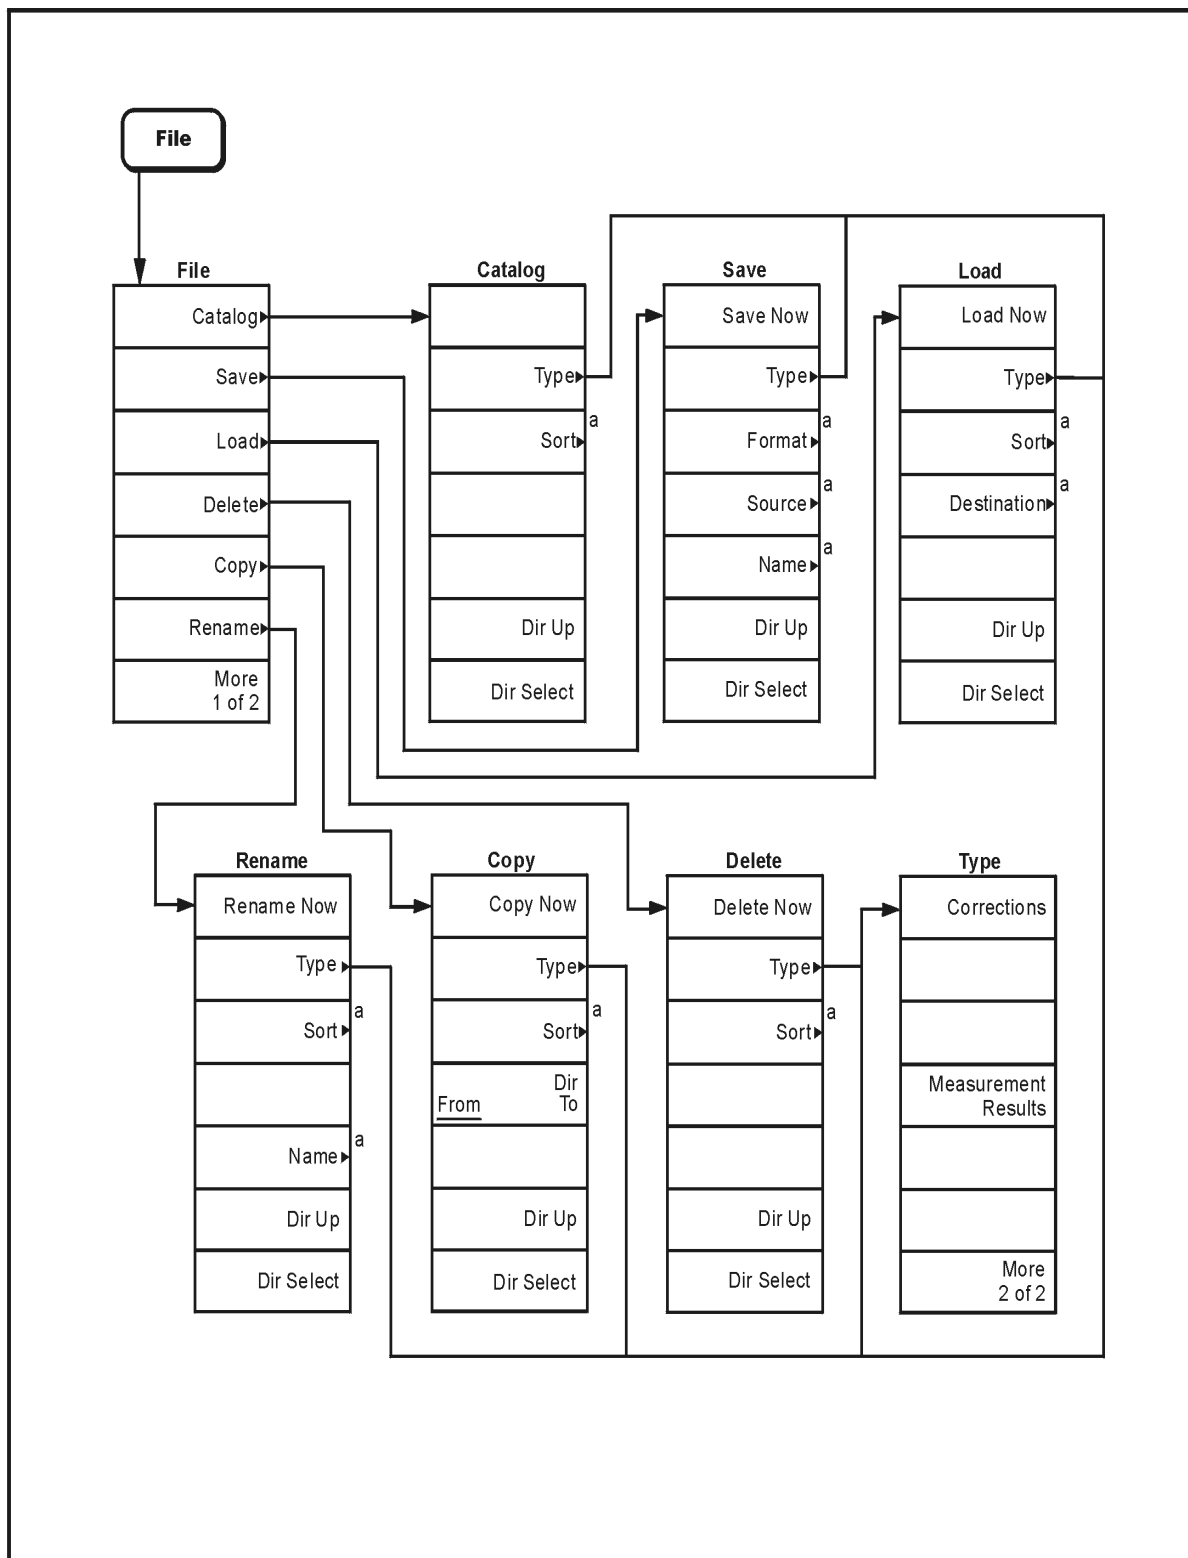 File
File
Catalog
Save
Load
Delete
Copy
Rename
More
1 of 2
Catalog
Type
a
Sort
Dir Up
Dir Select
Save
Save Now
Type
a
Format
a
Source
a
Name
Dir Up
Dir Select
Load
Load Now
Type
a
Sort
a
Destination
Dir Up
Dir Select
Rename
Rename Now
Type
a
Sort
a
Name
Dir Up
Dir Select
Copy
Copy Now
Type
a
Sort
Dir
From To
Dir Up
Dir Select
Delete
Delete Now
Type
a
Sort
Dir Up
Dir Select
Type
Corrections
Measurement
Results
More
2 of 2